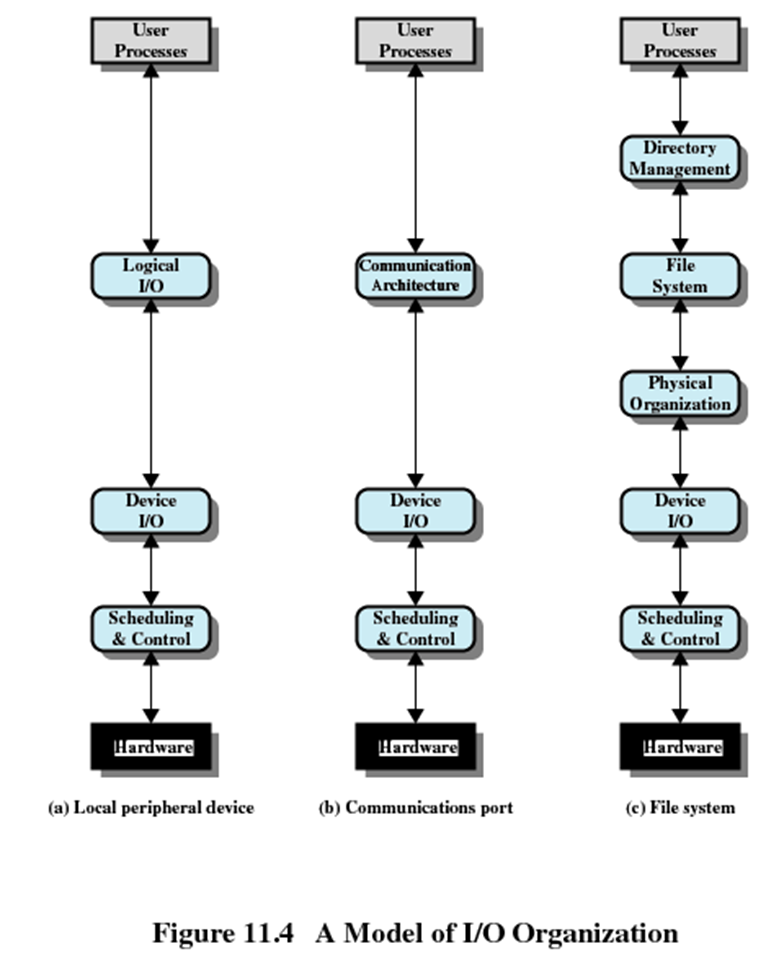 User
Processes
Logical
I/O
Device
I/O
Scheduling
& Control
Hardware
(a) Local peripheral device
User
Processes
Communication
Architecture
Device
I/O
Scheduling
& Control
Hardware
(b) Communications port
User
Processes
Directory
Management
File
System
Physical
Organization
Device
I/O
Scheduling
& Control
Hardware
(c) File system
Figure 11.4 A Model of I/O Organization